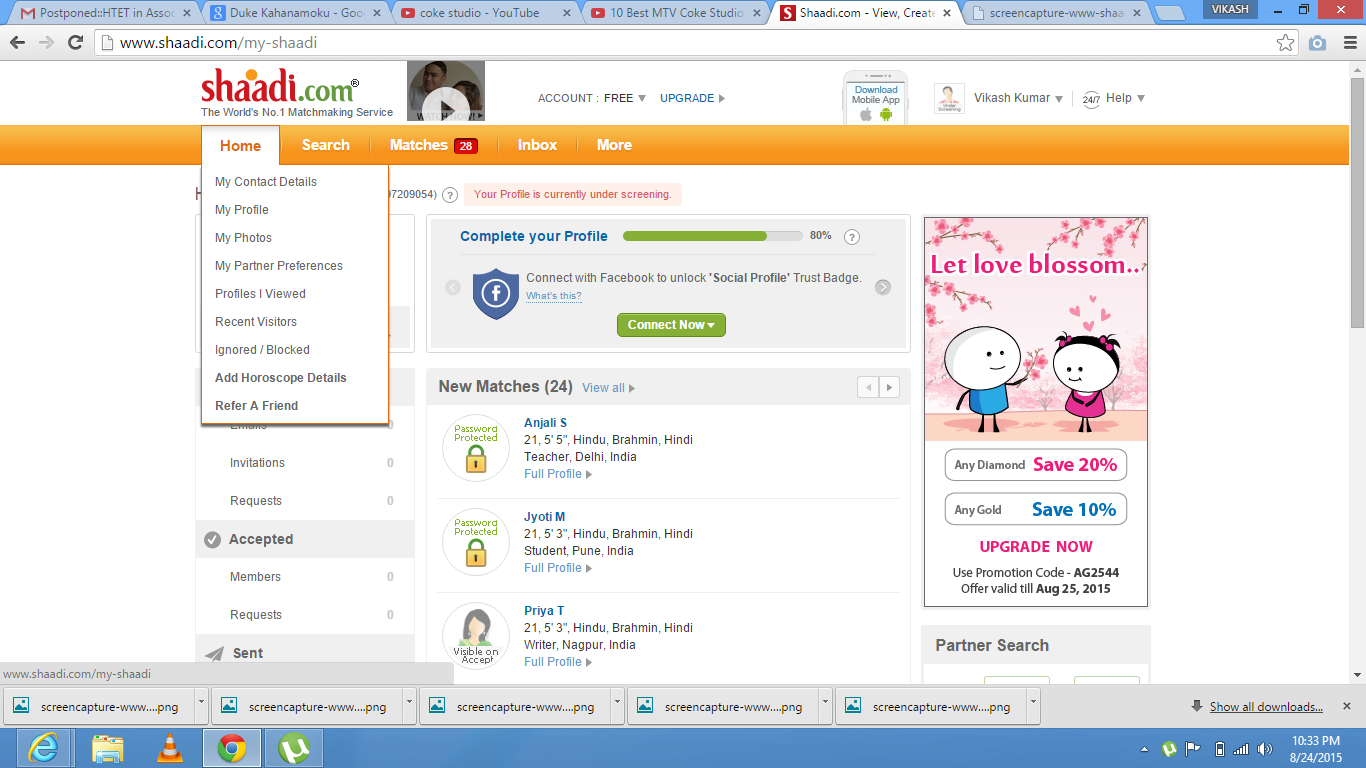 Postponed::HTET in Assoc
Duke Kahanamoku - Goo
coke studio - YouTube
10 Best MTV Coke Studio
Shaadi.com - View, Create
screencapture-www-shaa
VIKASH
www.shaadi.com/my-shaadi
shaadi.com®
The World's No.1 Matchmaking Service
WATCH NOW!
ACCOUNT : FREE
UPGRADE
Download
Mobile App
Under
Screening
Vikash Kumar
24/7 Help
Home
Search
Matches 28
Inbox
More
My Contact Details
My Profile
My Photos
My Partner Preferences
Profiles I Viewed
Recent Visitors
Ignored / Blocked
Add Horoscope Details
Refer A Friend
H
07209054) ?
Your Profile is currently under screening.
Complete your Profile
80% ?
Connect with Facebook to unlock 'Social Profile' Trust Badge.
What's this?
Connect Now
New Matches (24) View all
Password
Protected
Anjali S
21, 5' 5", Hindu, Brahmin, Hindi
Teacher, Delhi, India
Full Profile
Password
Protected
Jyoti M
21, 5' 3", Hindu, Brahmin, Hindi
Student, Pune, India
Full Profile
Visible on
Accept
Priya T
21, 5' 3", Hindu, Brahmin, Hindi
Writer, Nagpur, India
Full Profile
Emails 0
Invitations 0
Requests 0
Accepted
Members 0
Requests 0
Sent
Let love blossom..
Any Diamond Save 20%
Any Gold Save 10%
UPGRADE NOW
Use Promotion Code - AG2544
Offer valid till Aug 25, 2015
Partner Search
www.shaadi.com/my-shaadi
screencapture-www....png
screencapture-www....png
screencapture-www....png
screencapture-www....png
screencapture-www....png
Show all downloads...
10:33 PM
8/24/2015